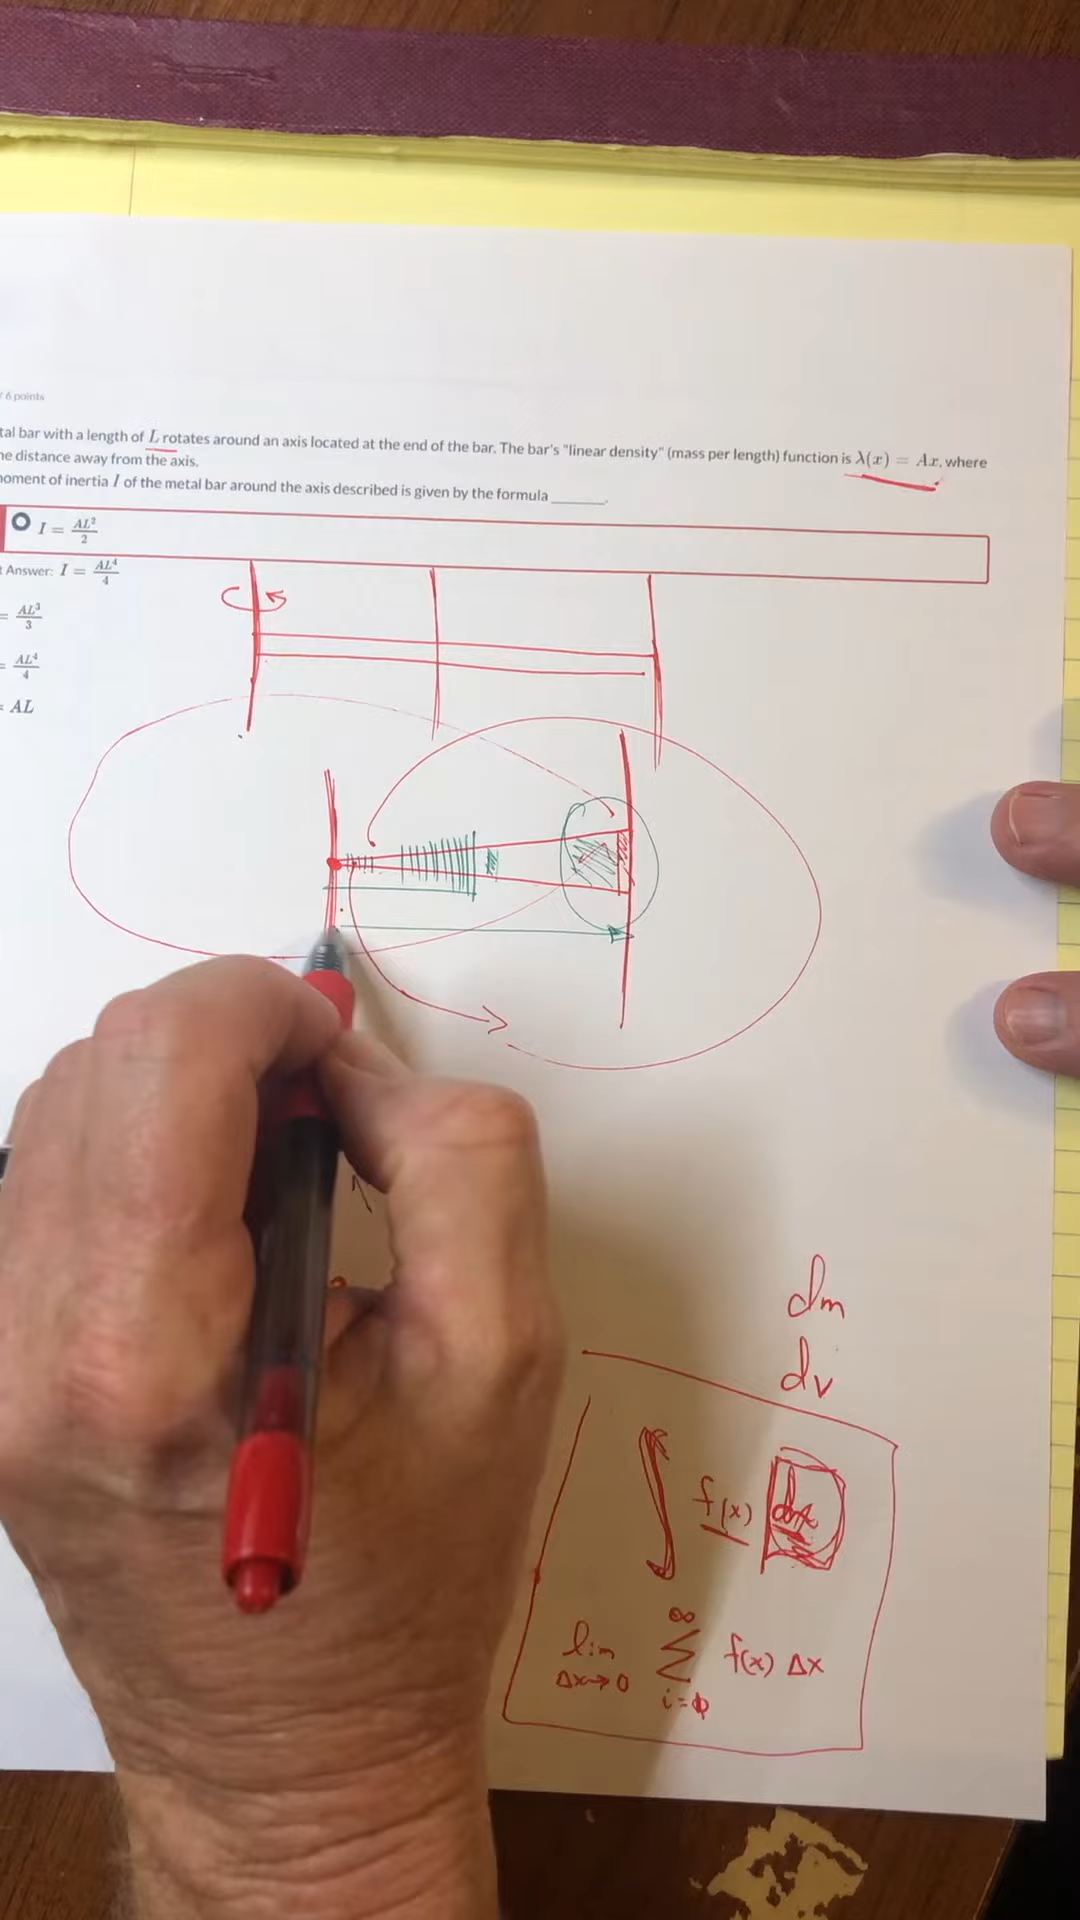 / 6 points
tal bar with a length of L rotates around an axis located at the end of the bar. The bar's "linear density" (mass per length) function is λ(x) = Ax, where
he distance away from the axis.
noment of inertia I of the metal bar around the axis described is given by the formula ______.
I = AL²/2
t Answer: I = AL⁴/4
= AL³/3
= AL⁴/4
= AL
dm
dv
∫ f(x) dx
lim Δx→0 ∑ i=0 ∞ f(x) Δx